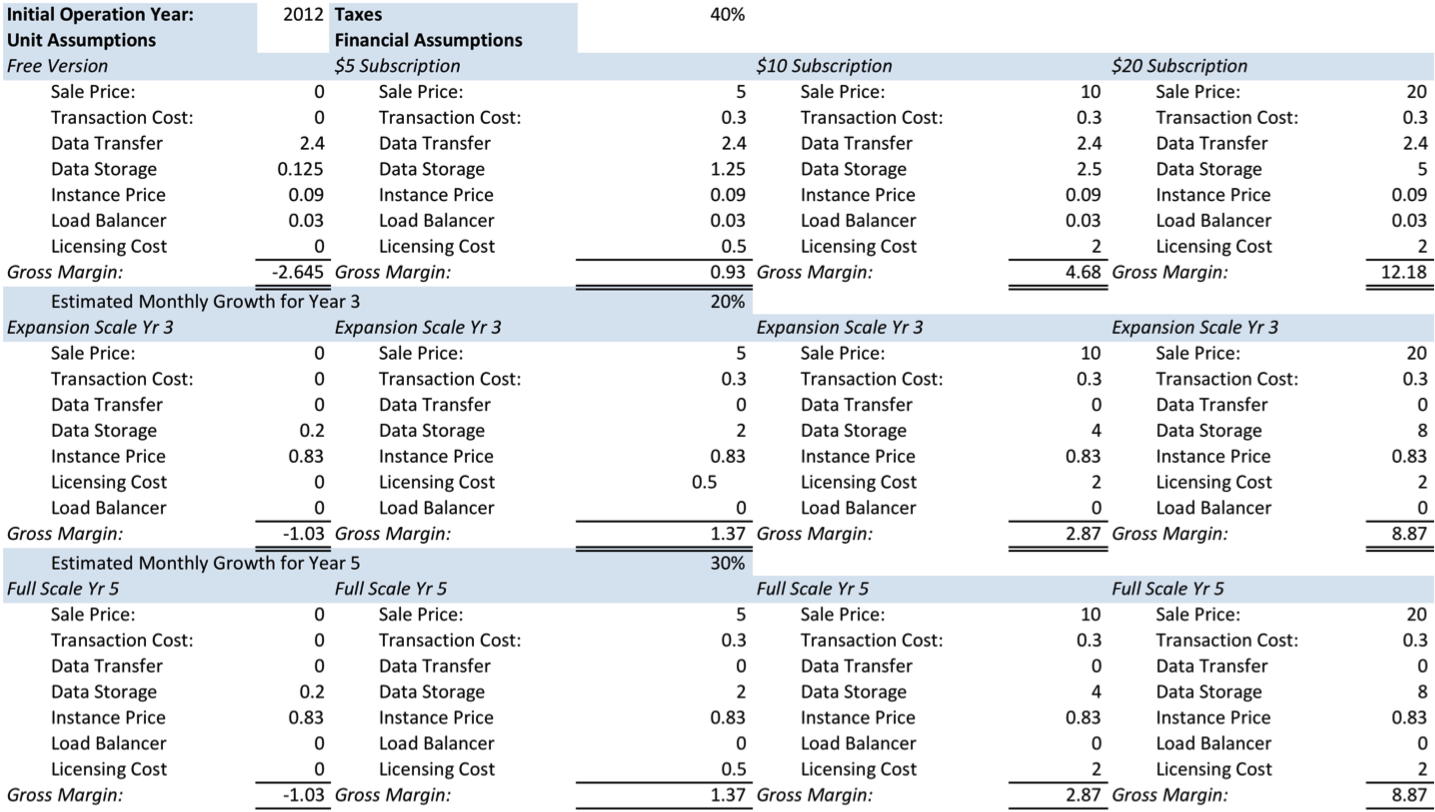 Initial Operation Year: 2012 Taxes 40%
Unit Assumptions Financial Assumptions
Free Version $5 Subscription $10 Subscription $20 Subscription
Sale Price: 0 Sale Price: 5 Sale Price: 10 Sale Price: 20
Transaction Cost: 0 Transaction Cost: 0.3 Transaction Cost: 0.3 Transaction Cost: 0.3
Data Transfer 2.4 Data Transfer 2.4 Data Transfer 2.4 Data Transfer 2.4
Data Storage 0.125 Data Storage 1.25 Data Storage 2.5 Data Storage 5
Instance Price 0.09 Instance Price 0.09 Instance Price 0.09 Instance Price 0.09
Load Balancer 0.03 Load Balancer 0.03 Load Balancer 0.03 Load Balancer 0.03
Licensing Cost 0 Licensing Cost 0.5 Licensing Cost 2 Licensing Cost 2
Gross Margin: -2.645 Gross Margin: 0.93 Gross Margin: 4.68 Gross Margin: 12.18
Estimated Monthly Growth for Year 3 20%
Expansion Scale Yr 3 Expansion Scale Yr 3 Expansion Scale Yr 3 Expansion Scale Yr 3
Sale Price: 0 Sale Price: 5 Sale Price: 10 Sale Price: 20
Transaction Cost: 0 Transaction Cost: 0.3 Transaction Cost: 0.3 Transaction Cost: 0.3
Data Transfer 0 Data Transfer 0 Data Transfer 0 Data Transfer 0
Data Storage 0.2 Data Storage 2 Data Storage 4 Data Storage 8
Instance Price 0.83 Instance Price 0.83 Instance Price 0.83 Instance Price 0.83
Licensing Cost 0 Licensing Cost 0.5 Licensing Cost 2 Licensing Cost 2
Load Balancer 0 Load Balancer 0 Load Balancer 0 Load Balancer 0
Gross Margin: -1.03 Gross Margin: 1.37 Gross Margin: 2.87 Gross Margin: 8.87
Estimated Monthly Growth for Year 5 30%
Full Scale Yr 5 Full Scale Yr 5 Full Scale Yr 5 Full Scale Yr 5
Sale Price: 0 Sale Price: 5 Sale Price: 10 Sale Price: 20
Transaction Cost: 0 Transaction Cost: 0.3 Transaction Cost: 0.3 Transaction Cost: 0.3
Data Transfer 0 Data Transfer 0 Data Transfer 0 Data Transfer 0
Data Storage 0.2 Data Storage 2 Data Storage 4 Data Storage 8
Instance Price 0.83 Instance Price 0.83 Instance Price 0.83 Instance Price 0.83
Load Balancer 0 Load Balancer 0 Load Balancer 0 Load Balancer 0
Licensing Cost 0 Licensing Cost 0.5 Licensing Cost 2 Licensing Cost 2
Gross Margin: -1.03 Gross Margin: 1.37 Gross Margin: 2.87 Gross Margin: 8.87